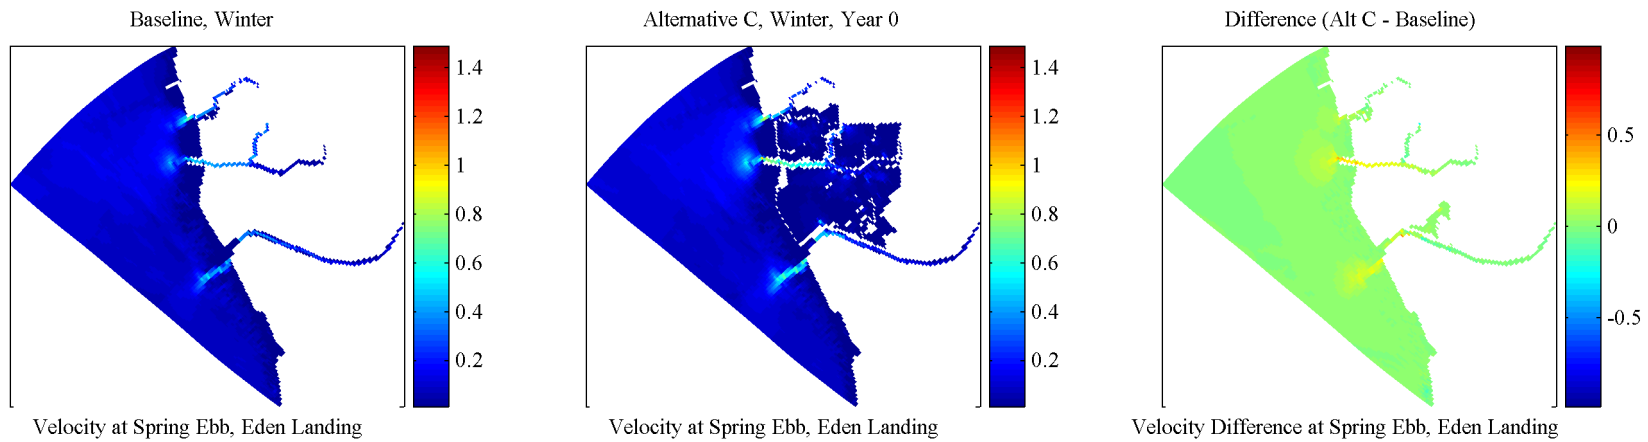 Baseline, Winter
1.4
1.2
1
0.8
0.6
0.4
0.2
Velocity at Spring Ebb, Eden Landing
Alternative C, Winter, Year 0
1.4
1.2
1
0.8
0.6
0.4
0.2
Velocity at Spring Ebb, Eden Landing
Difference (Alt C - Baseline)
0.5
0
-0.5
Velocity Difference at Spring Ebb, Eden Landing